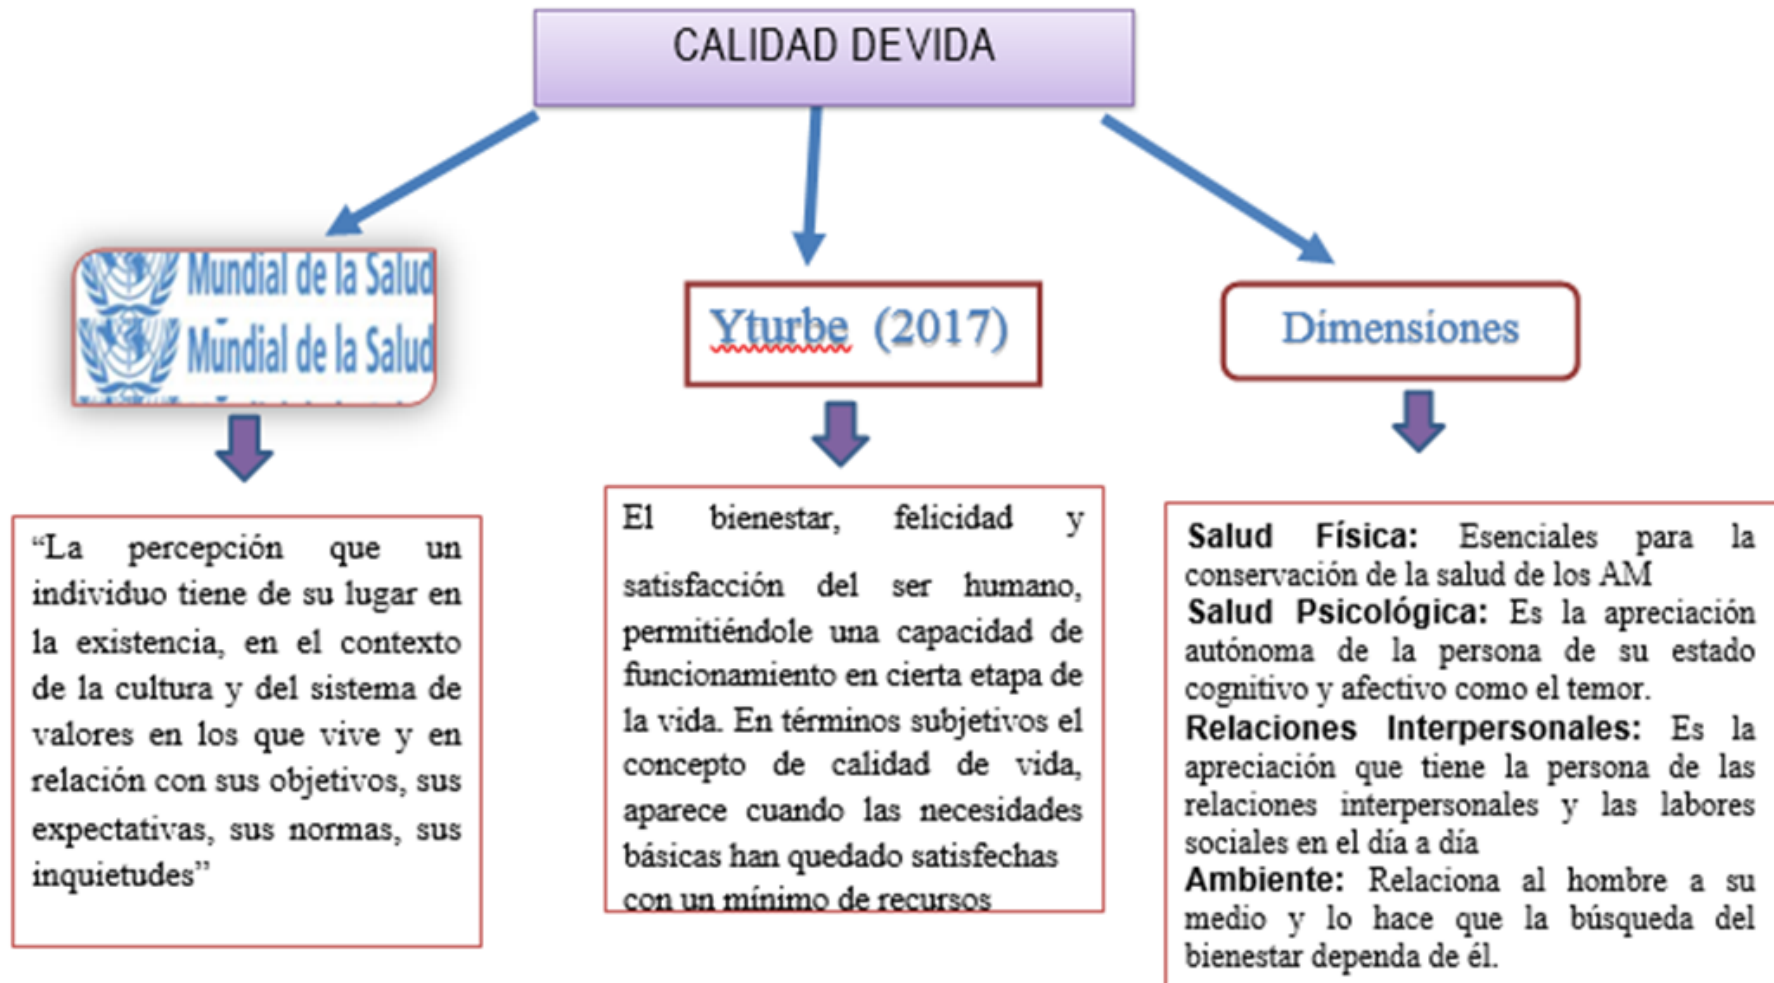 CALIDAD DE VIDA
Mundial de la Salud
Mundial de la Salud
Yturbe (2017)
Dimensiones
“La percepción que un
individuo tiene de su lugar en
la existencia, en el contexto
de la cultura y del sistema de
valores en los que vive y en
relación con sus objetivos, sus
expectativas, sus normas, sus
inquietudes”
El bienestar, felicidad y
satisfacción del ser humano,
permitiéndole una capacidad de
funcionamiento en cierta etapa de
la vida. En términos subjetivos el
concepto de calidad de vida,
aparece cuando las necesidades
básicas han quedado satisfechas
con un mínimo de recursos
Salud Física: Esenciales para la
conservación de la salud de los AM
Salud Psicológica: Es la apreciación
autónoma de la persona de su estado
cognitivo y afectivo como el temor.
Relaciones Interpersonales: Es la
apreciación que tiene la persona de las
relaciones interpersonales y las labores
sociales en el día a día
Ambiente: Relaciona al hombre a su
medio y lo hace que la búsqueda del
bienestar dependa de él.